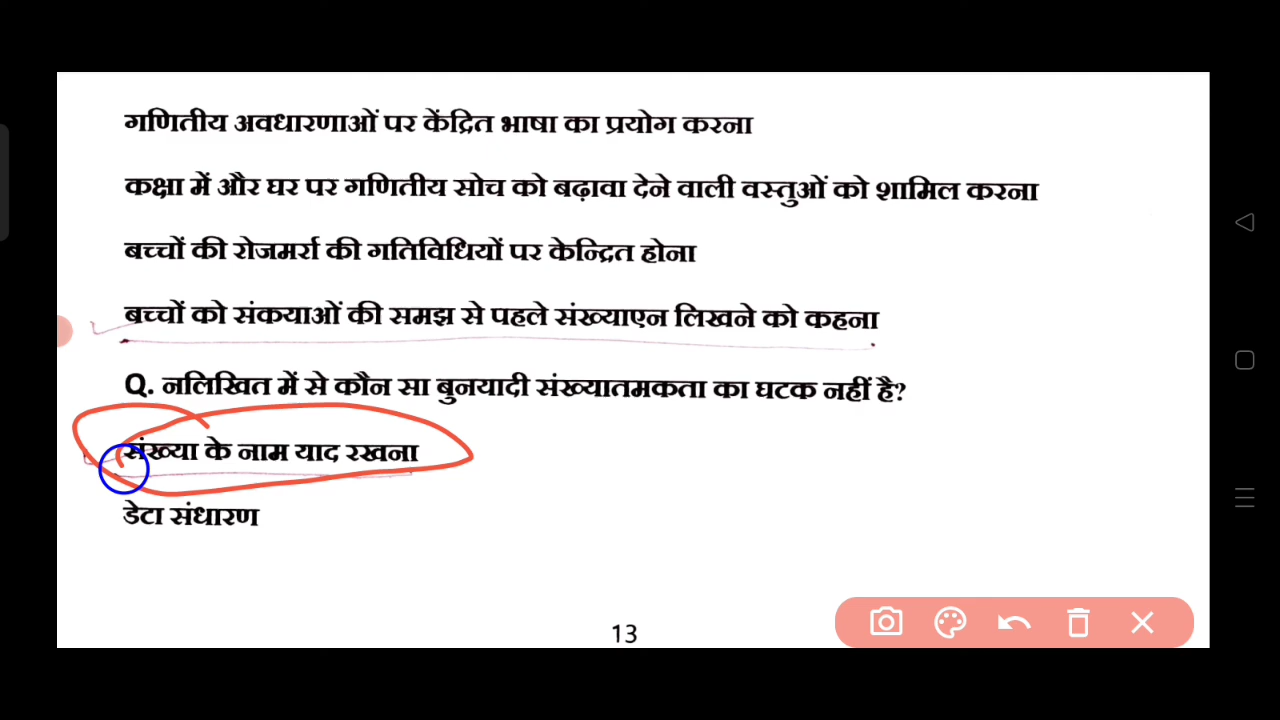 गणितीय अवधारणाओं पर केंद्रित भाषा का प्रयोग करना
कक्षा में और घर पर गणितीय सोच को बढ़ावा देने वाली वस्तुओं को शामिल करना
बच्चों की रोजमर्रा की गतिविधियों पर केन्द्रित होना
बच्चों को संकयाओं की समझ से पहले संख्याएन लिखने को कहना
Q. नलिखित में से कौन सा बुनयादी संख्यातमकता का घटक नहीं है?
संख्या के नाम याद रखना
डेटा संधारण
13